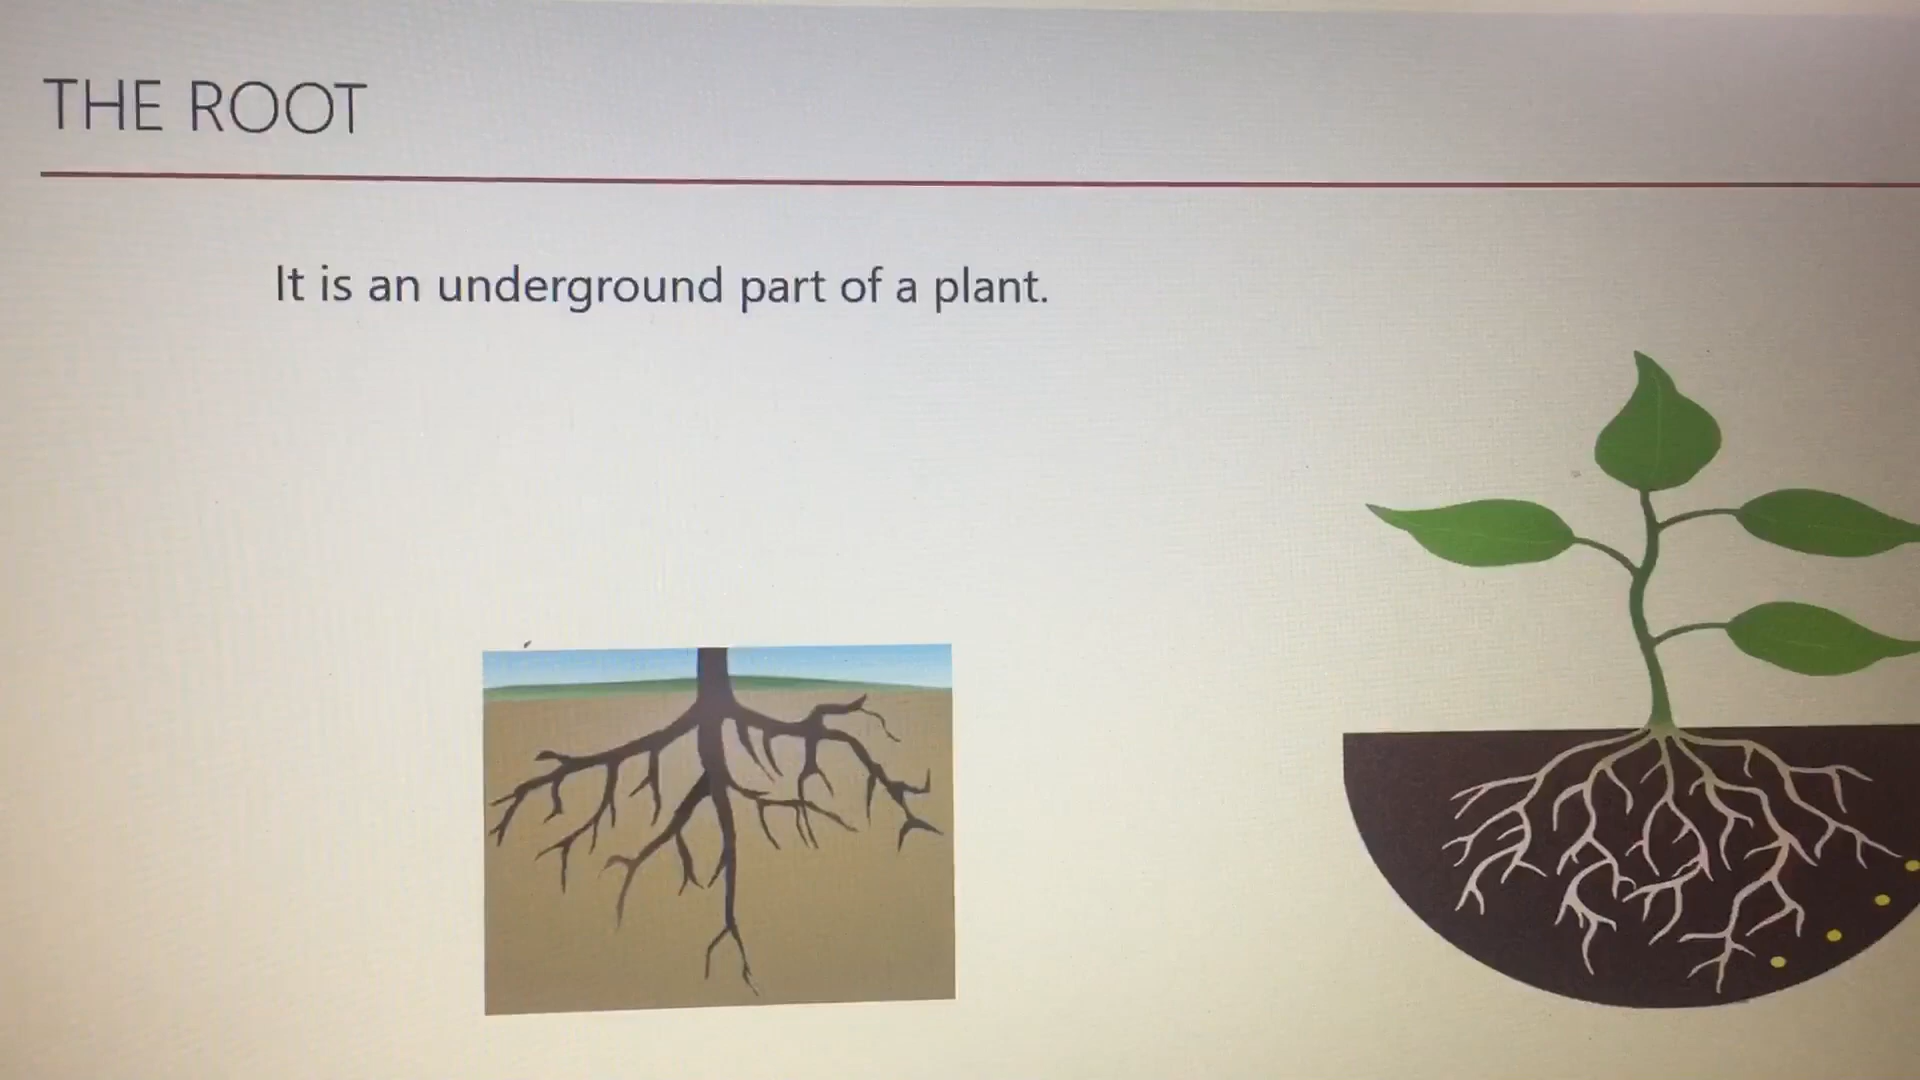 THE ROOT
It is an underground part of a plant.